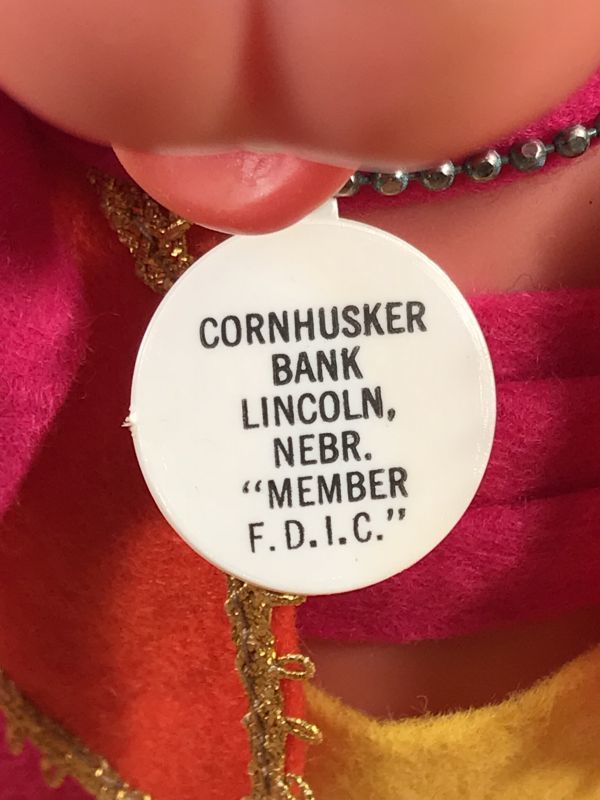 CORNHUSKER
BANK
LINCOLN,
NEBR.
“MEMBER
F.D.I.C.”